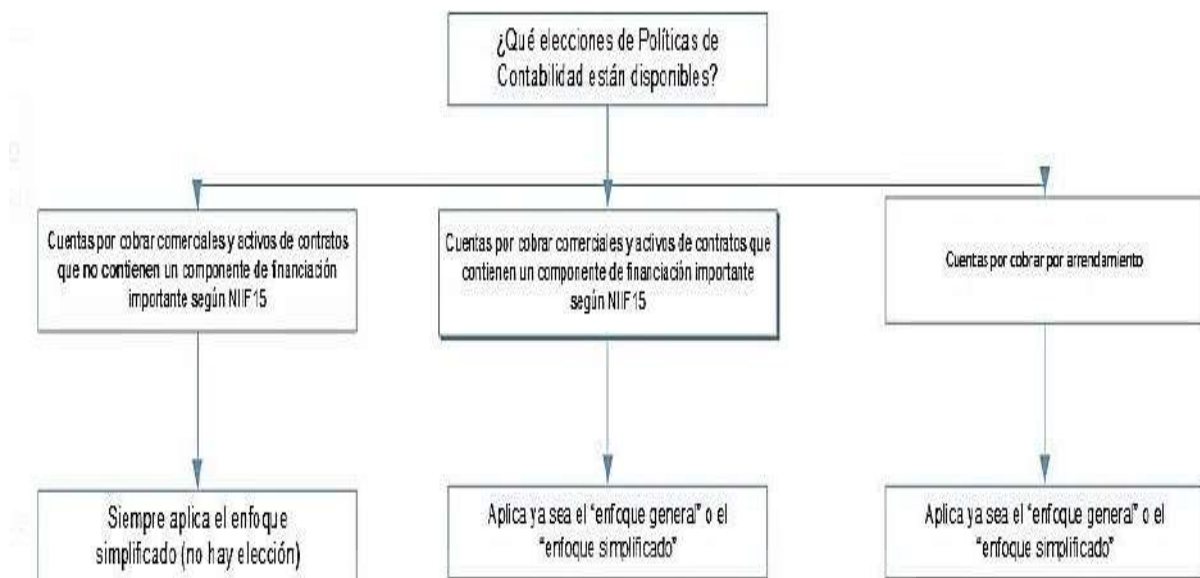 ¿Qué elecciones de Políticas de
Contabilidad están disponibles?
Cuentas por cobrar comerciales y activos de contratos
que no contienen un componente de financiación
importante según NIIF15
Cuentas por cobrar comerciales y activos de contratos que
contienen un componente de financiación importante
según NIIF15
Cuentas por cobrar por arrendamiento
Siempre aplica el enfoque
simplificado (no hay elección)
Aplica ya sea el "enfoque general" o el
"enfoque simplificado"
Aplica ya sea el "enfoque general" o el
"enfoque simplificado"